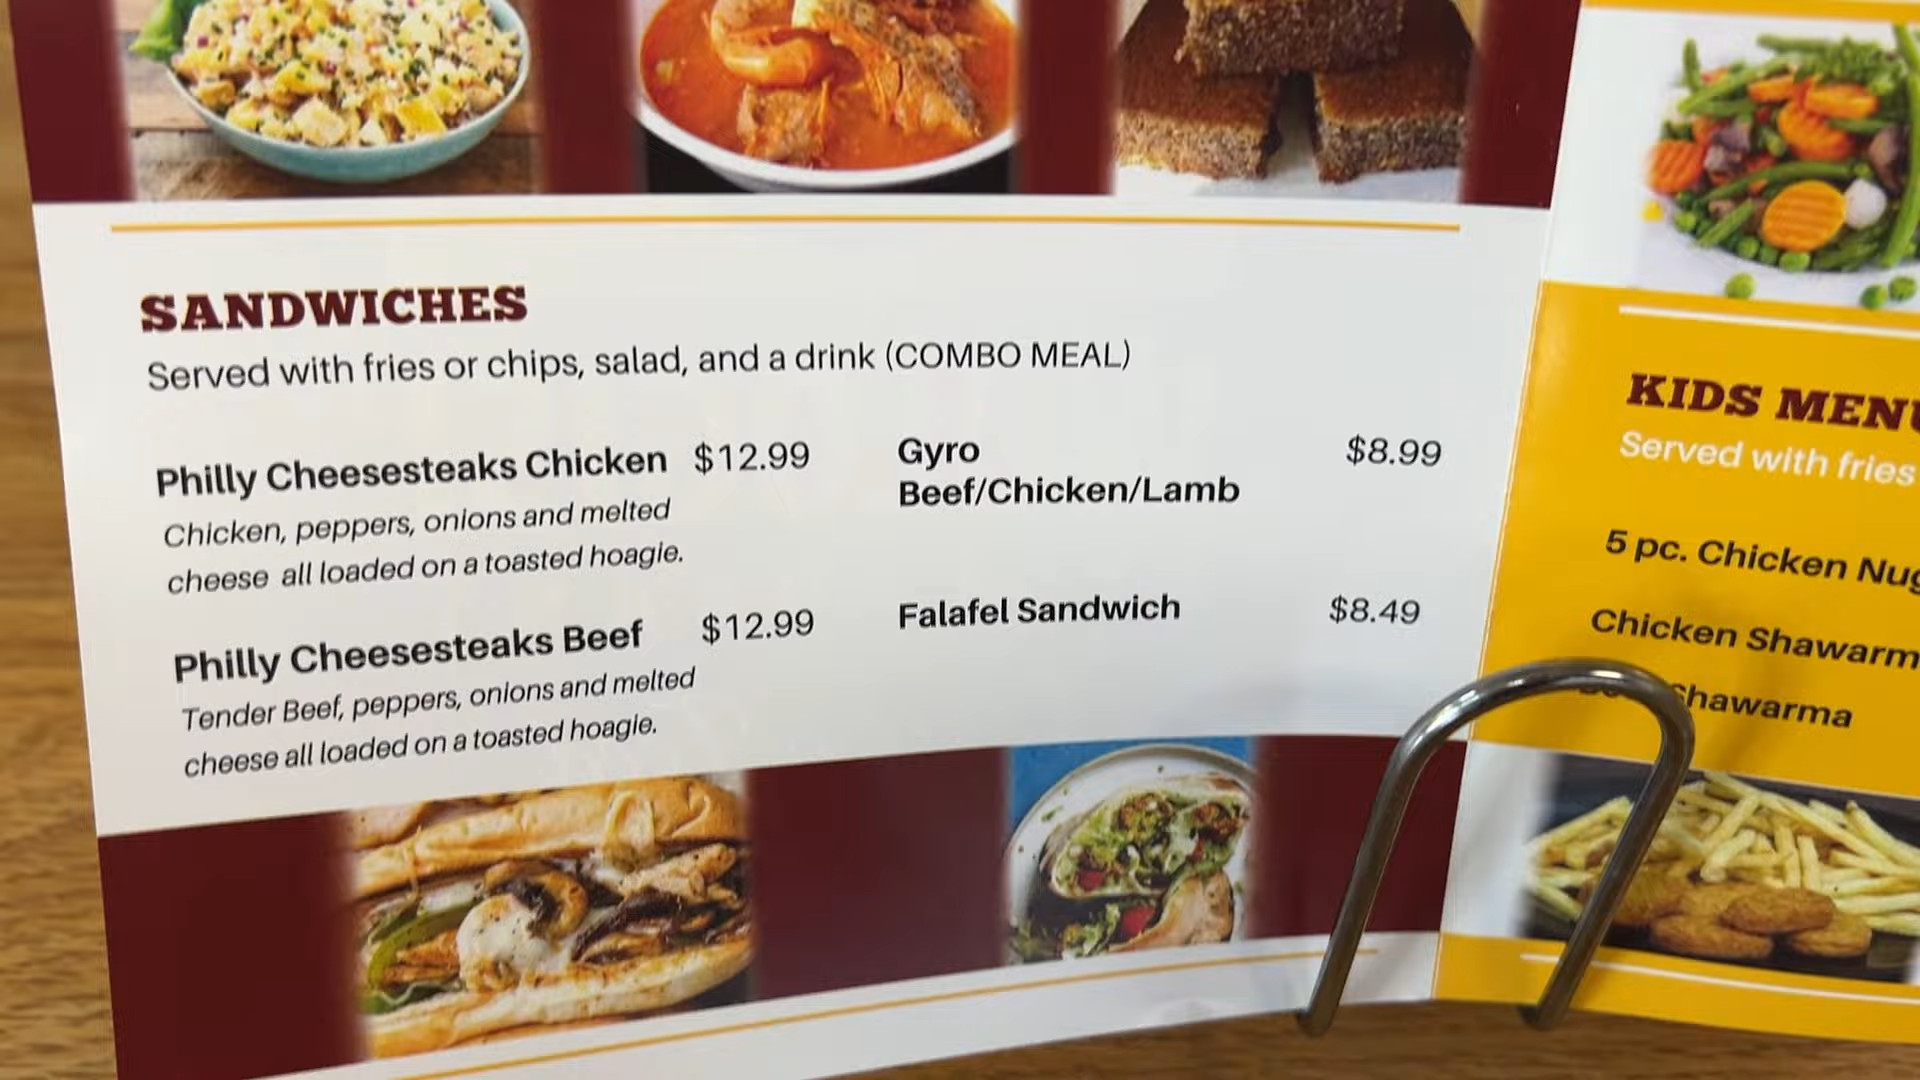 SANDWICHES
Served with fries or chips, salad, and a drink (COMBO MEAL)
Philly Cheesesteaks Chicken $12.99
Chicken, peppers, onions and melted
cheese all loaded on a toasted hoagie.
Philly Cheesesteaks Beef $12.99
Tender Beef, peppers, onions and melted
cheese all loaded on a toasted hoagie.
Gyro $8.99
Beef/Chicken/Lamb
Falafel Sandwich $8.49
KIDS MENU
Served with fries
5 pc. Chicken
Chicken
Shawarma